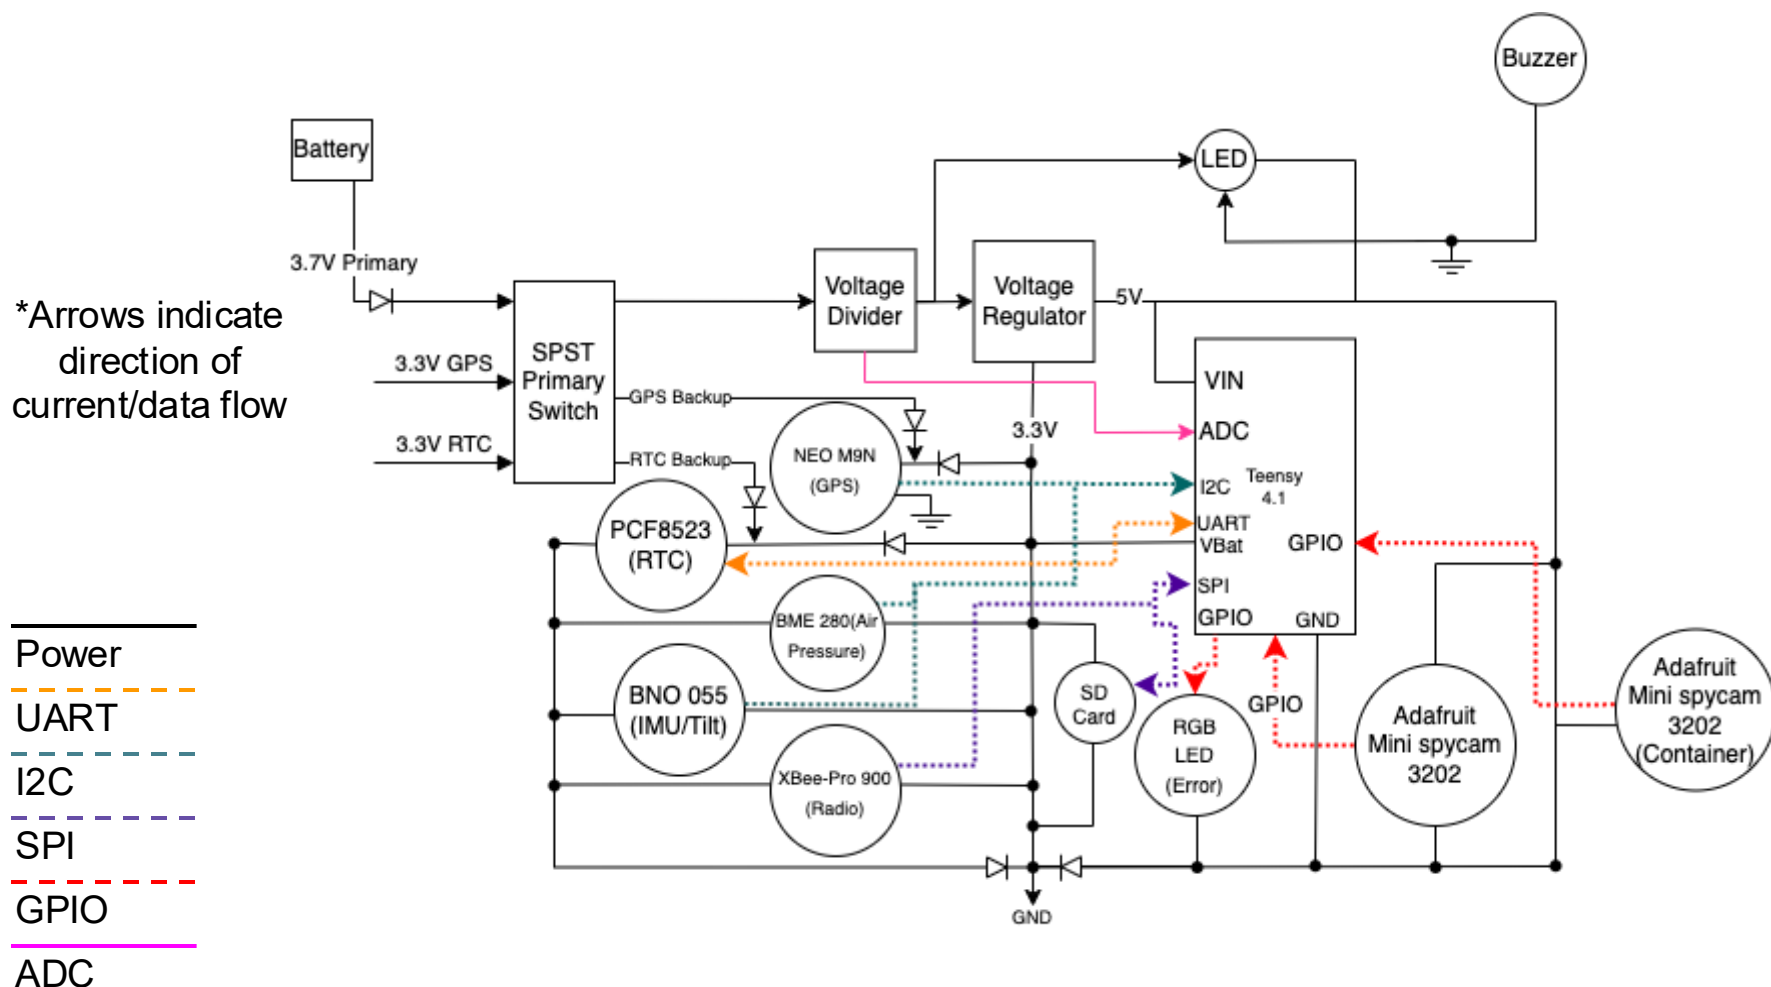 Buzzer
Battery
LED
3.7V Primary
*Arrows indicate
direction of
current/data flow
Voltage
Divider
Voltage
Regulator
5V
SPST
Primary
Switch
3.3V GPS
3.3V RTC
GPS Backup
RTC Backup
3.3V
NEO M9N
(GPS)
VIN
ADC
I2C
Teensy
4.1
UART
VBat
GPIO
SPI
GPIO
GND
PCF8523
(RTC)
BME 280(Air
Pressure)
BNO 055
(IMU/Tilt)
XBee-Pro 900
(Radio)
SD
Card
RGB
LED
(Error)
GPIO
Adafruit
Mini spycam
3202
Adafruit
Mini spycam
3202
(Container)
GND
Power
UART
I2C
SPI
GPIO
ADC